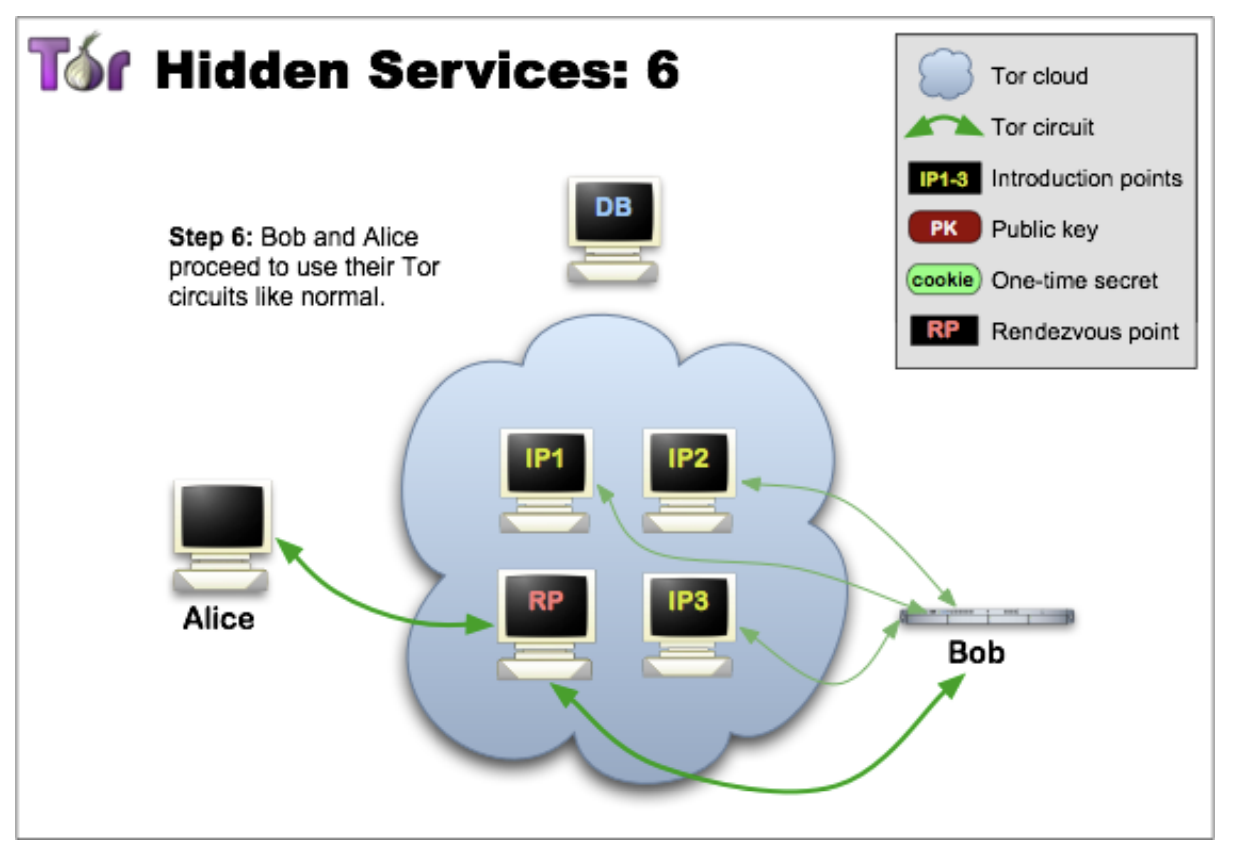 Tor Hidden Services: 6
Step 6: Bob and Alice
proceed to use their Tor
circuits like normal.
Tor cloud
Tor circuit
IP1-3 Introduction points
PK Public key
cookie One-time secret
RP Rendezvous point
DB
IP1
IP2
RP
IP3
Alice
Bob